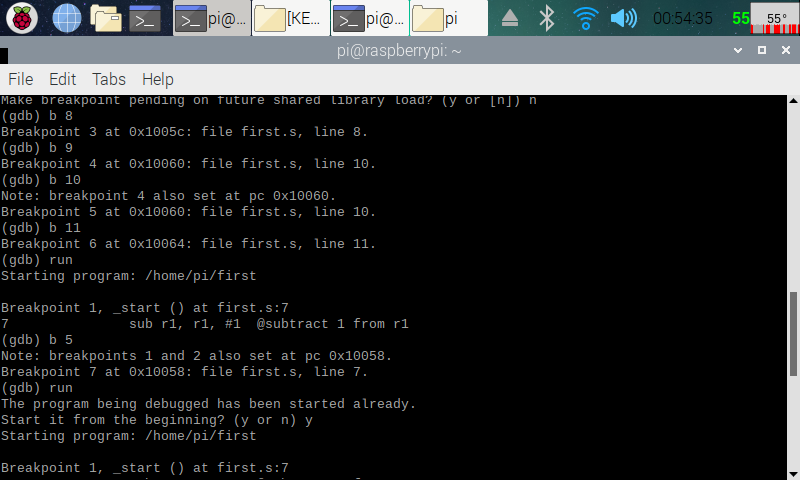 pi@... [KE... pi@... pi 00:54:35 55 55°
pi@raspberrypi: ~
File Edit Tabs Help
Make breakpoint pending on future shared library load? (y or [n]) n
(gdb) b 8
Breakpoint 3 at 0x1005c: file first.s, line 8.
(gdb) b 9
Breakpoint 4 at 0x10060: file first.s, line 10.
(gdb) b 10
Note: breakpoint 4 also set at pc 0x10060.
Breakpoint 5 at 0x10060: file first.s, line 10.
(gdb) b 11
Breakpoint 6 at 0x10064: file first.s, line 11.
(gdb) run
Starting program: /home/pi/first
Breakpoint 1, _start () at first.s:7
7 sub r1, r1, #1 @subtract 1 from r1
(gdb) b 5
Note: breakpoints 1 and 2 also set at pc 0x10058.
Breakpoint 7 at 0x10058: file first.s, line 7.
(gdb) run
The program being debugged has been started already.
Start it from the beginning? (y or n) y
Starting program: /home/pi/first
Breakpoint 1, _start () at first.s:7